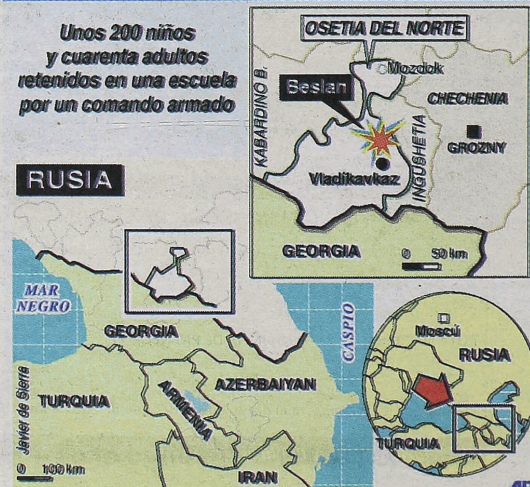 Unos 200 niños
y cuarenta adultos
retenidos en una escuela
por un comando armado
OSETIA DEL NORTE
Mozdok
Beslan
KABARDINO B.
CHECHENIA
GROZNY
INGUSHETIA
Vladikavkaz
GEORGIA
0 50 km
RUSIA
MAR
NEGRO
GEORGIA
CASPIO
TURQUIA
ARMENIA
AZERBAIYAN
IRAN
Javier de Sierra
0 100 km
Moscú
RUSIA
TURQUIA